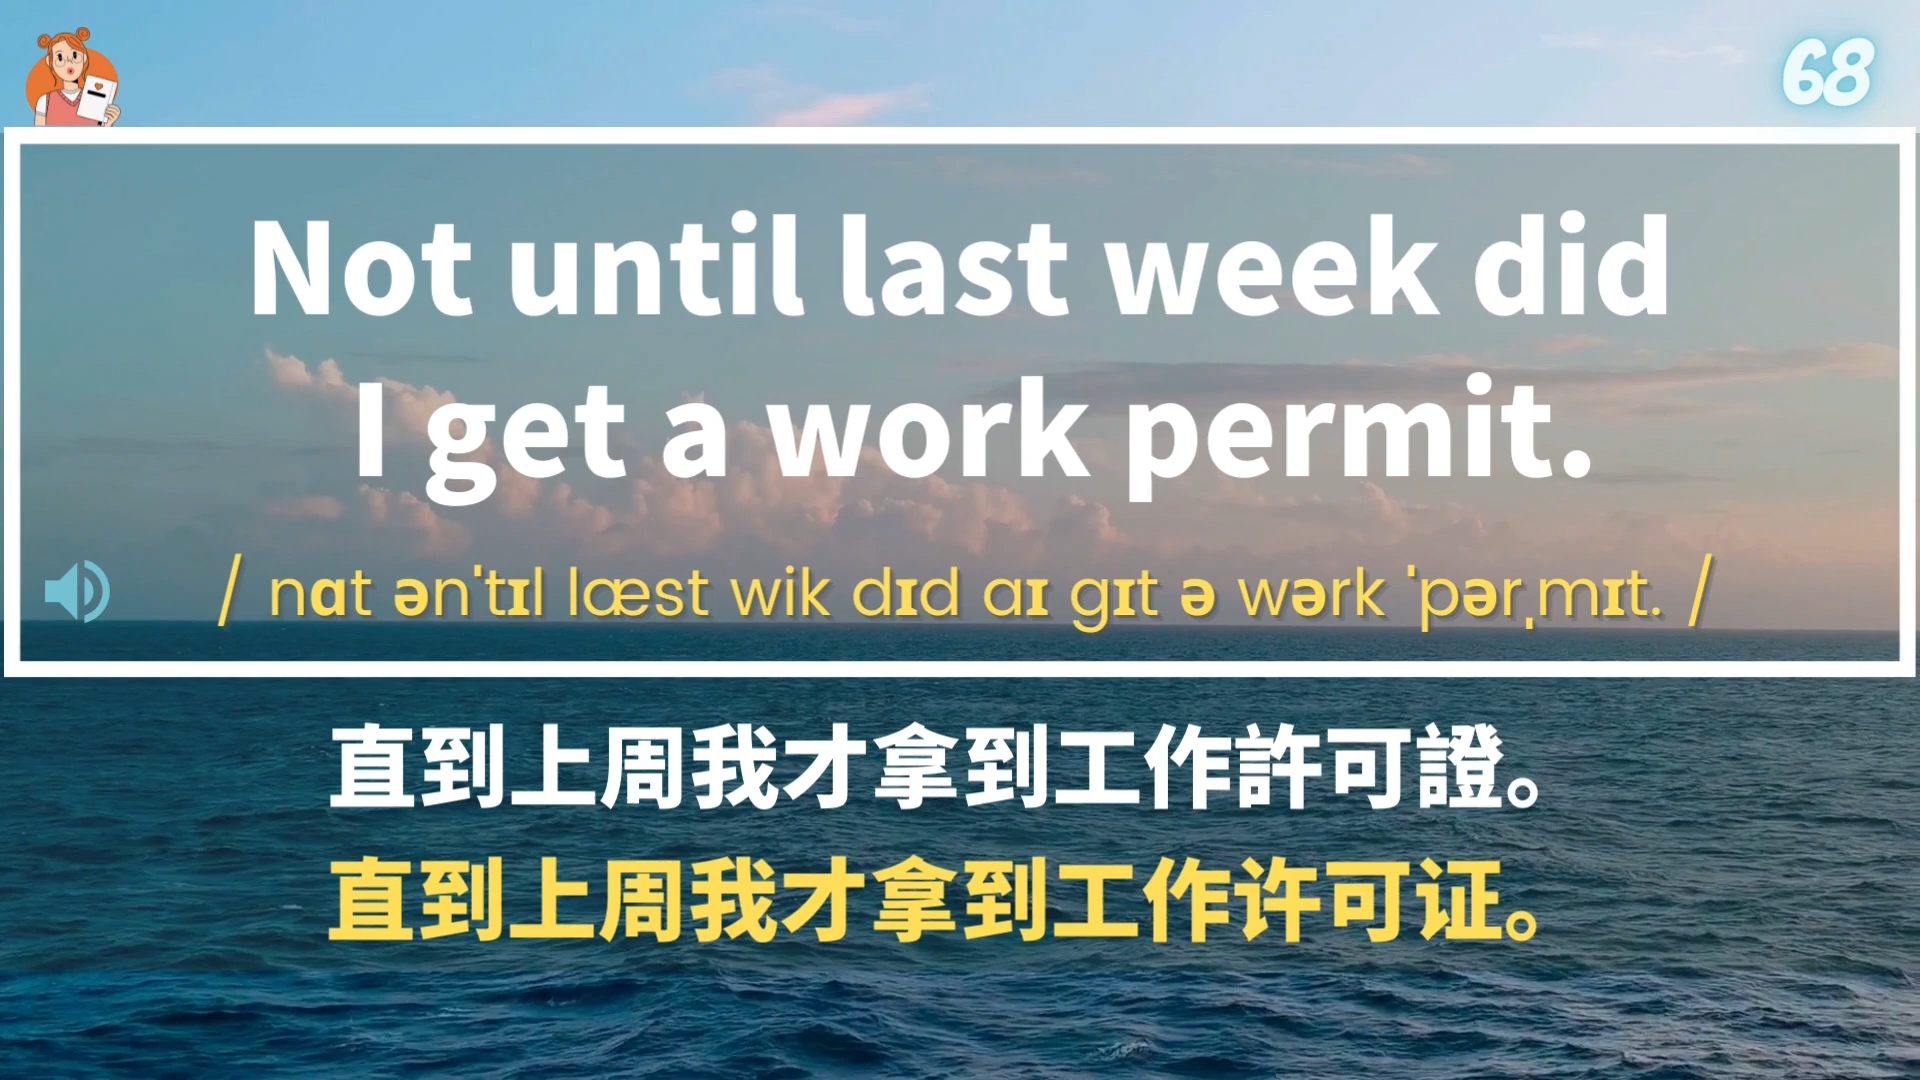 68
Not until last week did
I get a work permit.
/ nɑt ənˈtɪl læst wik dɪd aɪ gɪt ə wərk ˈpərˌmɪt. /
直到上周我才拿到工作許可證。
直到上周我才拿到工作许可证。